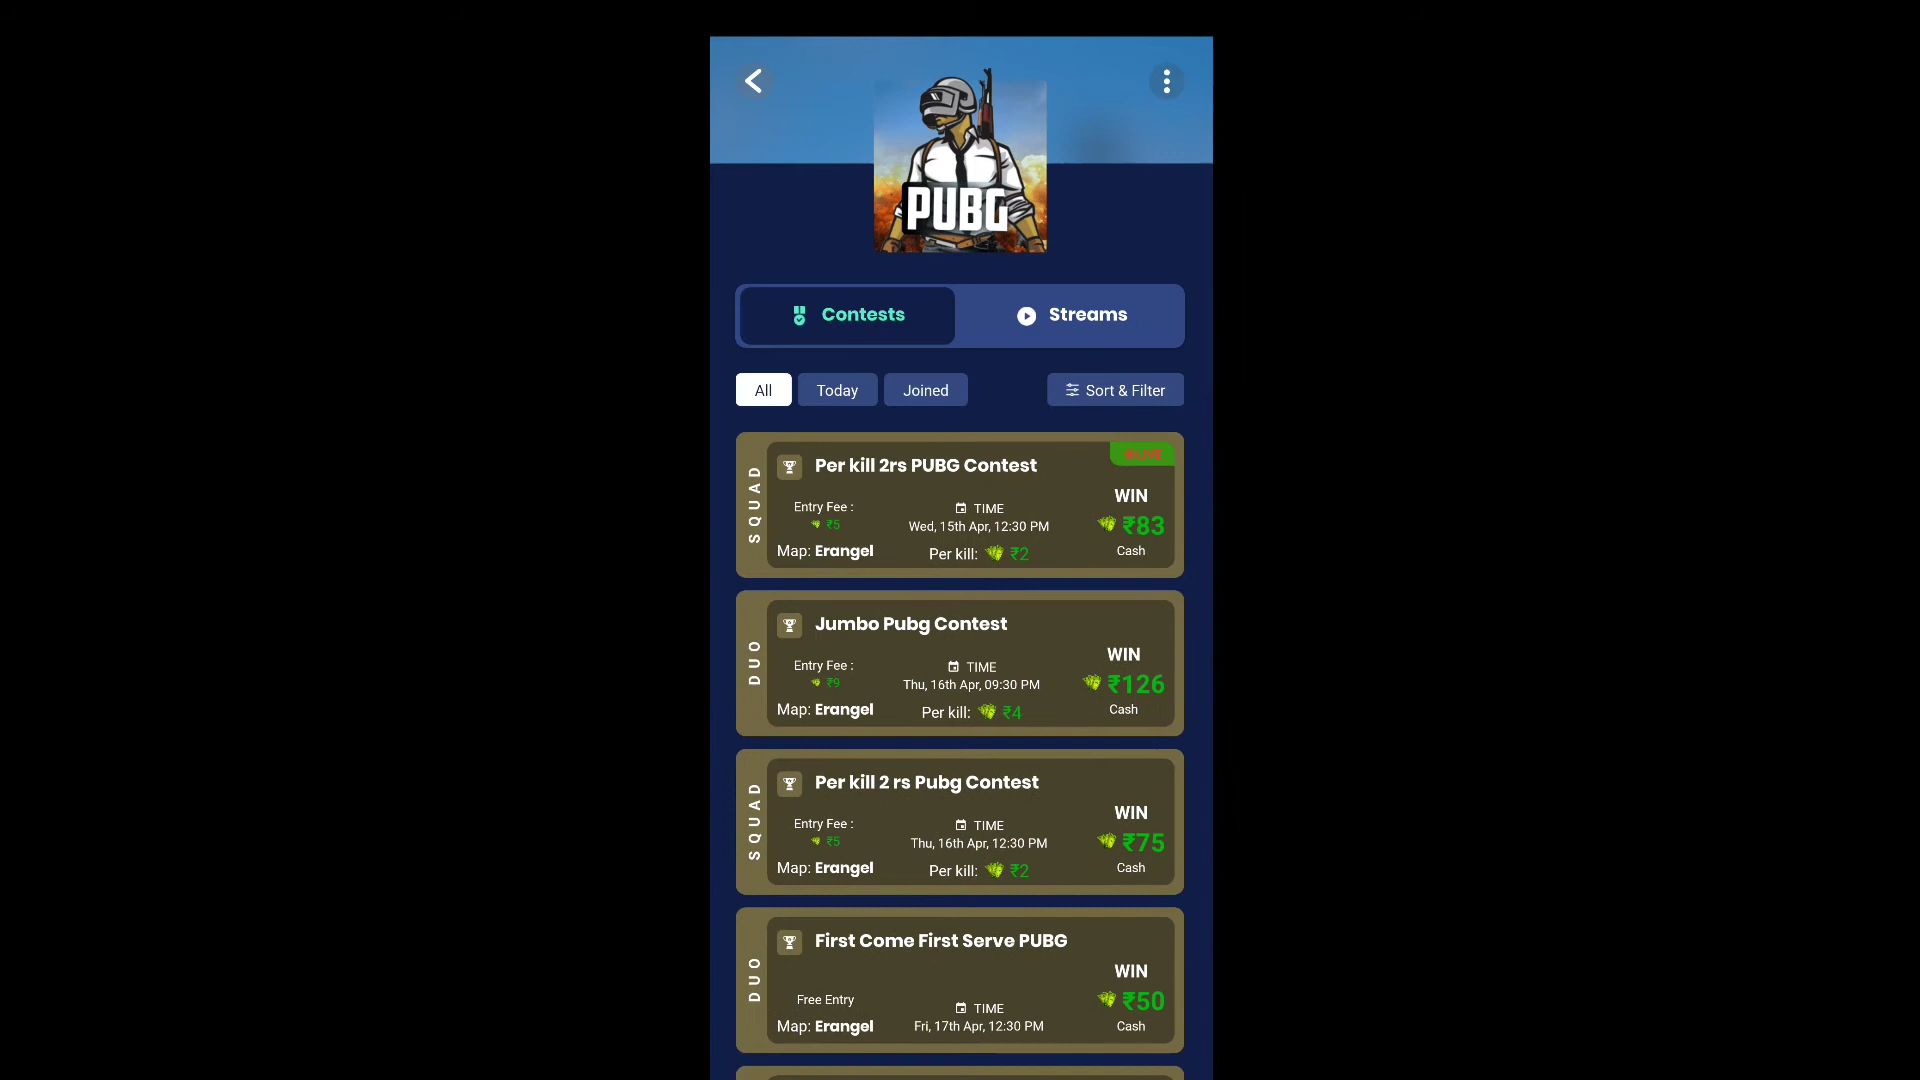 PUBG
Contests
Streams
All
Today
Joined
Sort & Filter
SQUAD
Per kill 2rs PUBG Contest
LIVE
Entry Fee :
₹5
Map: Erangel
TIME
Wed, 15th Apr, 12:30 PM
Per kill: ₹2
WIN
₹83
Cash
DUO
Jumbo Pubg Contest
Entry Fee :
₹9
Map: Erangel
TIME
Thu, 16th Apr, 09:30 PM
Per kill: ₹4
WIN
₹126
Cash
SQUAD
Per kill 2 rs Pubg Contest
Entry Fee :
₹5
Map: Erangel
TIME
Thu, 16th Apr, 12:30 PM
Per kill: ₹2
WIN
₹75
Cash
DUO
First Come First Serve PUBG
Free Entry
Map: Erangel
TIME
Fri, 17th Apr, 12:30 PM
WIN
₹50
Cash